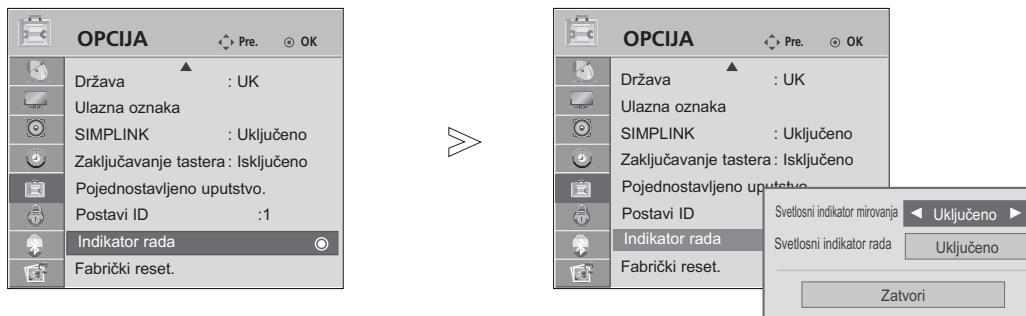 OPCIJA Pre. OK
Država : UK
Ulazna oznaka
SIMPLINK : Uključeno
Zaključavanje tastera : Isključeno
Pojednostavljeno uputstvo.
Postavi ID :1
Indikator rada
Fabrički reset.
OPCIJA Pre. OK
Država : UK
Ulazna oznaka
SIMPLINK : Uključeno
Zaključavanje tastera : Isključeno
Pojednostavljeno uputstvo.
Postavi ID
Indikator rada
Fabrički reset.
Svetlosni indikator mirovanja ◄ Uključeno ►
Svetlosni indikator rada Uključeno
Zatvori